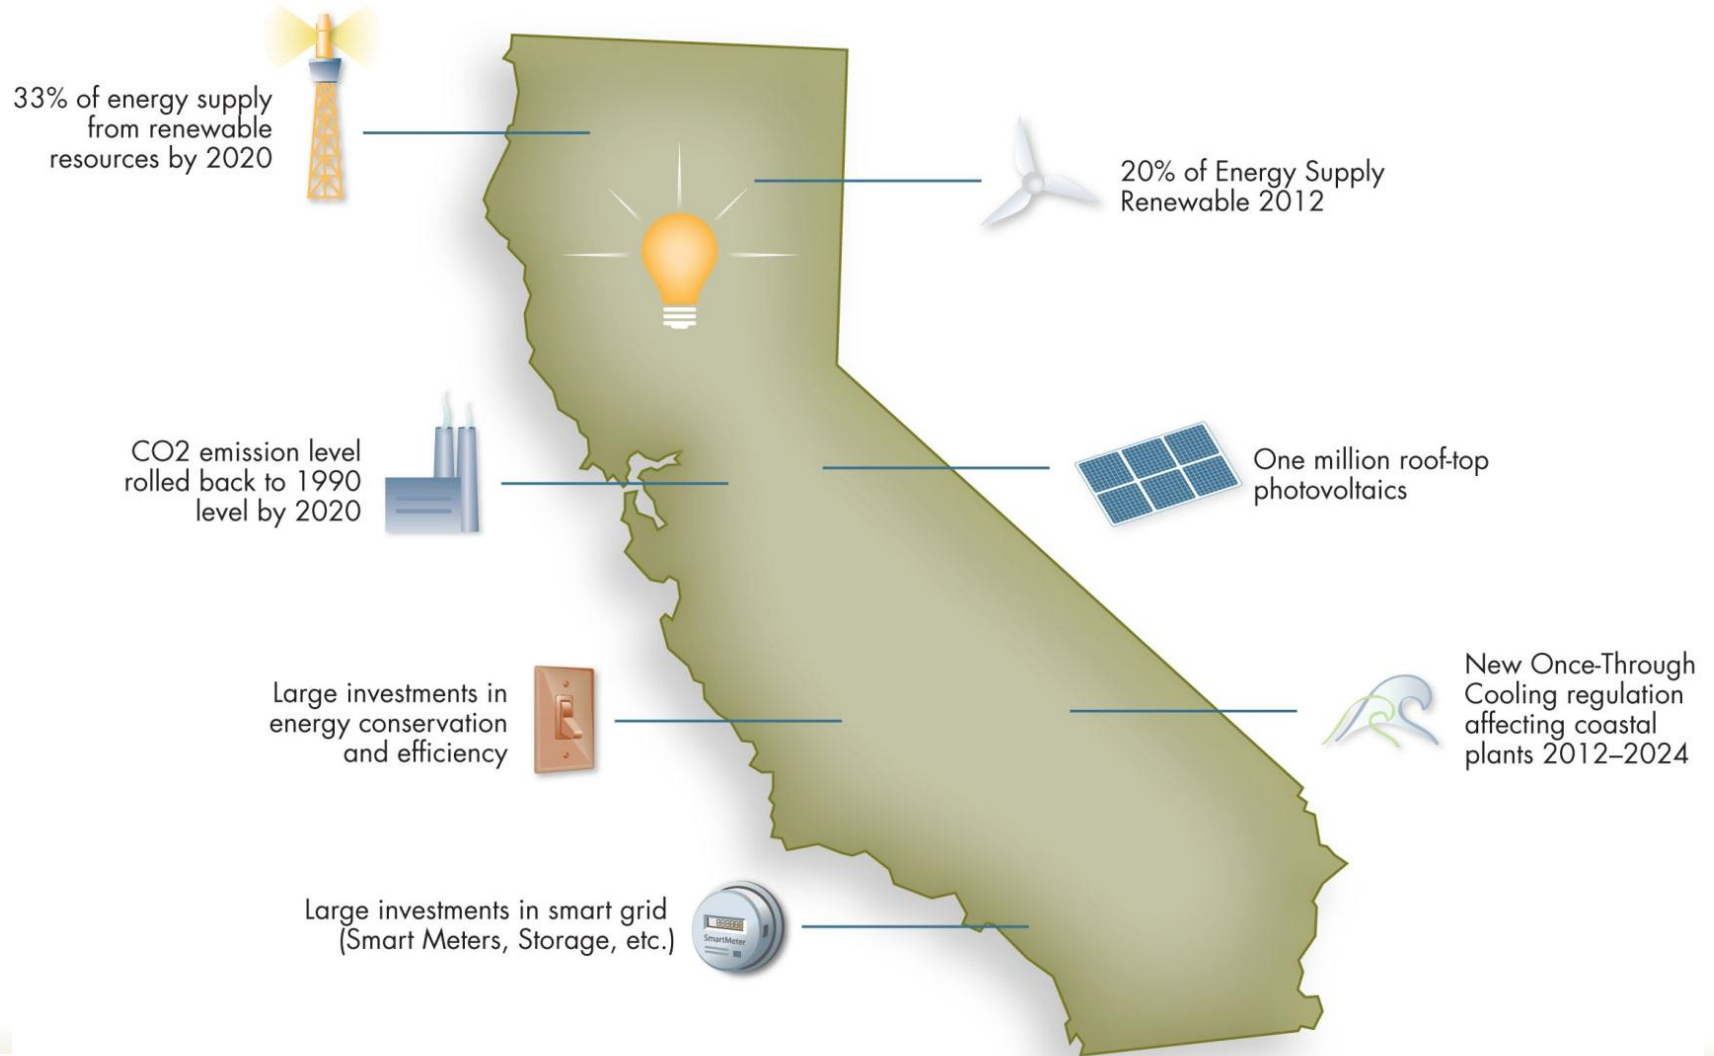 33% of energy supply
from renewable
resources by 2020
20% of Energy Supply
Renewable 2012
CO2 emission level
rolled back to 1990
level by 2020
One million roof-top
photovoltaics
Large investments in
energy conservation
and efficiency
New Once-Through
Cooling regulation
affecting coastal
plants 2012–2024
Large investments in smart grid
(Smart Meters, Storage, etc.)
SmartMeter